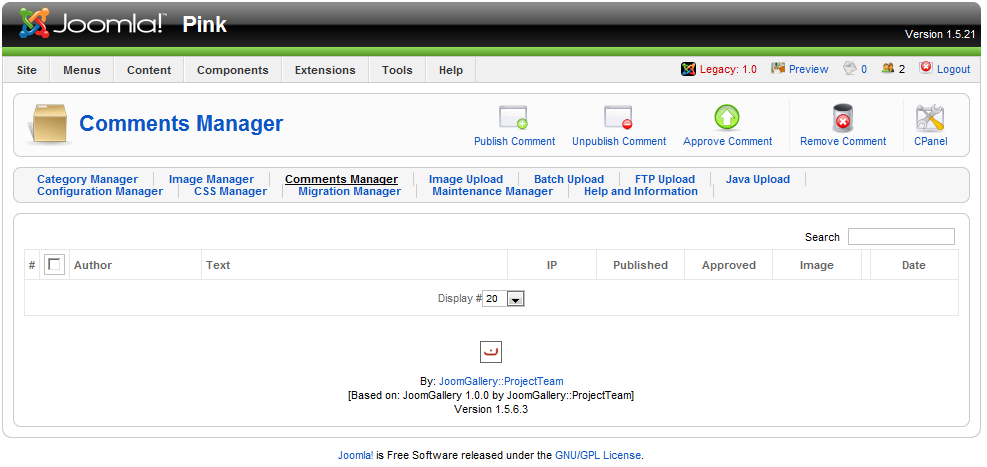 Joomla! Pink
Version 1.5.21
Site Menus Content Components Extensions Tools Help Legacy: 1.0 Preview 0 2 Logout
Comments Manager
Publish Comment Unpublish Comment Approve Comment Remove Comment CPanel
Category Manager Image Manager Comments Manager Image Upload Batch Upload FTP Upload Java Upload
Configuration Manager CSS Manager Migration Manager Maintenance Manager Help and Information
Search
# Author Text IP Published Approved Image Date
Display # 20
By: JoomGallery::ProjectTeam
[Based on: JoomGallery 1.0.0 by JoomGallery::ProjectTeam]
Version 1.5.6.3
Joomla! is Free Software released under the GNU/GPL License.